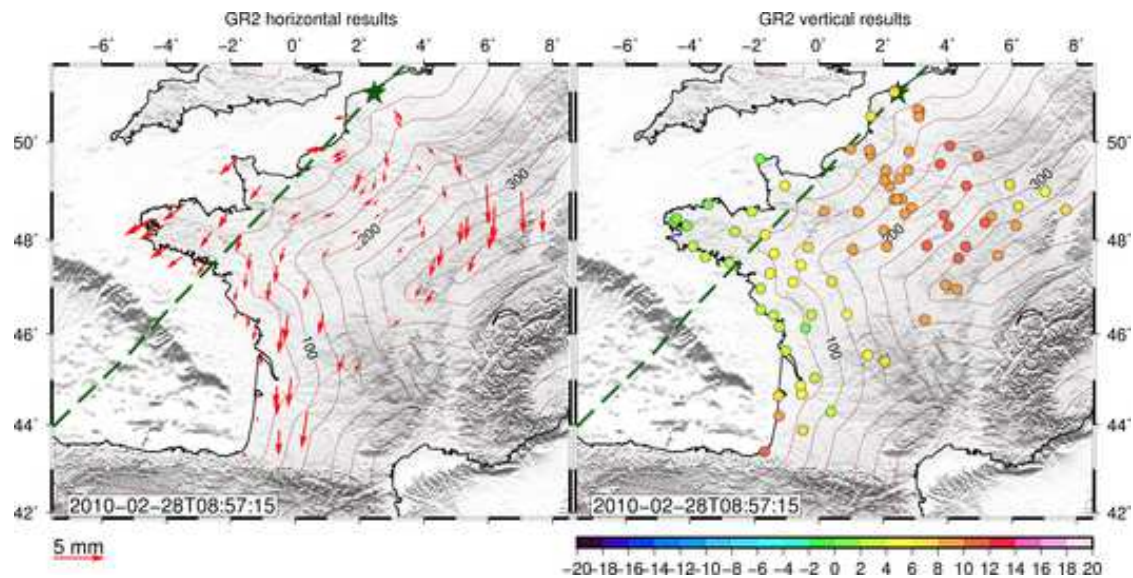 GR2 horizontal results GR2 vertical results
−6˚ −4˚ −2˚ 0˚ 2˚ 4˚ 6˚ 8˚ −6˚ −4˚ −2˚ 0˚ 2˚ 4˚ 6˚ 8˚
50˚ 50˚
300 300
48˚ 48˚
200 200
46˚ 46˚
100 100
44˚ 44˚
2010−02−28T08:57:15 2010−02−28T08:57:15
42˚ 42˚
5 mm
−20−18−16−14−12−10 −8 −6 −4 −2 0 2 4 6 8 10 12 14 16 18 20